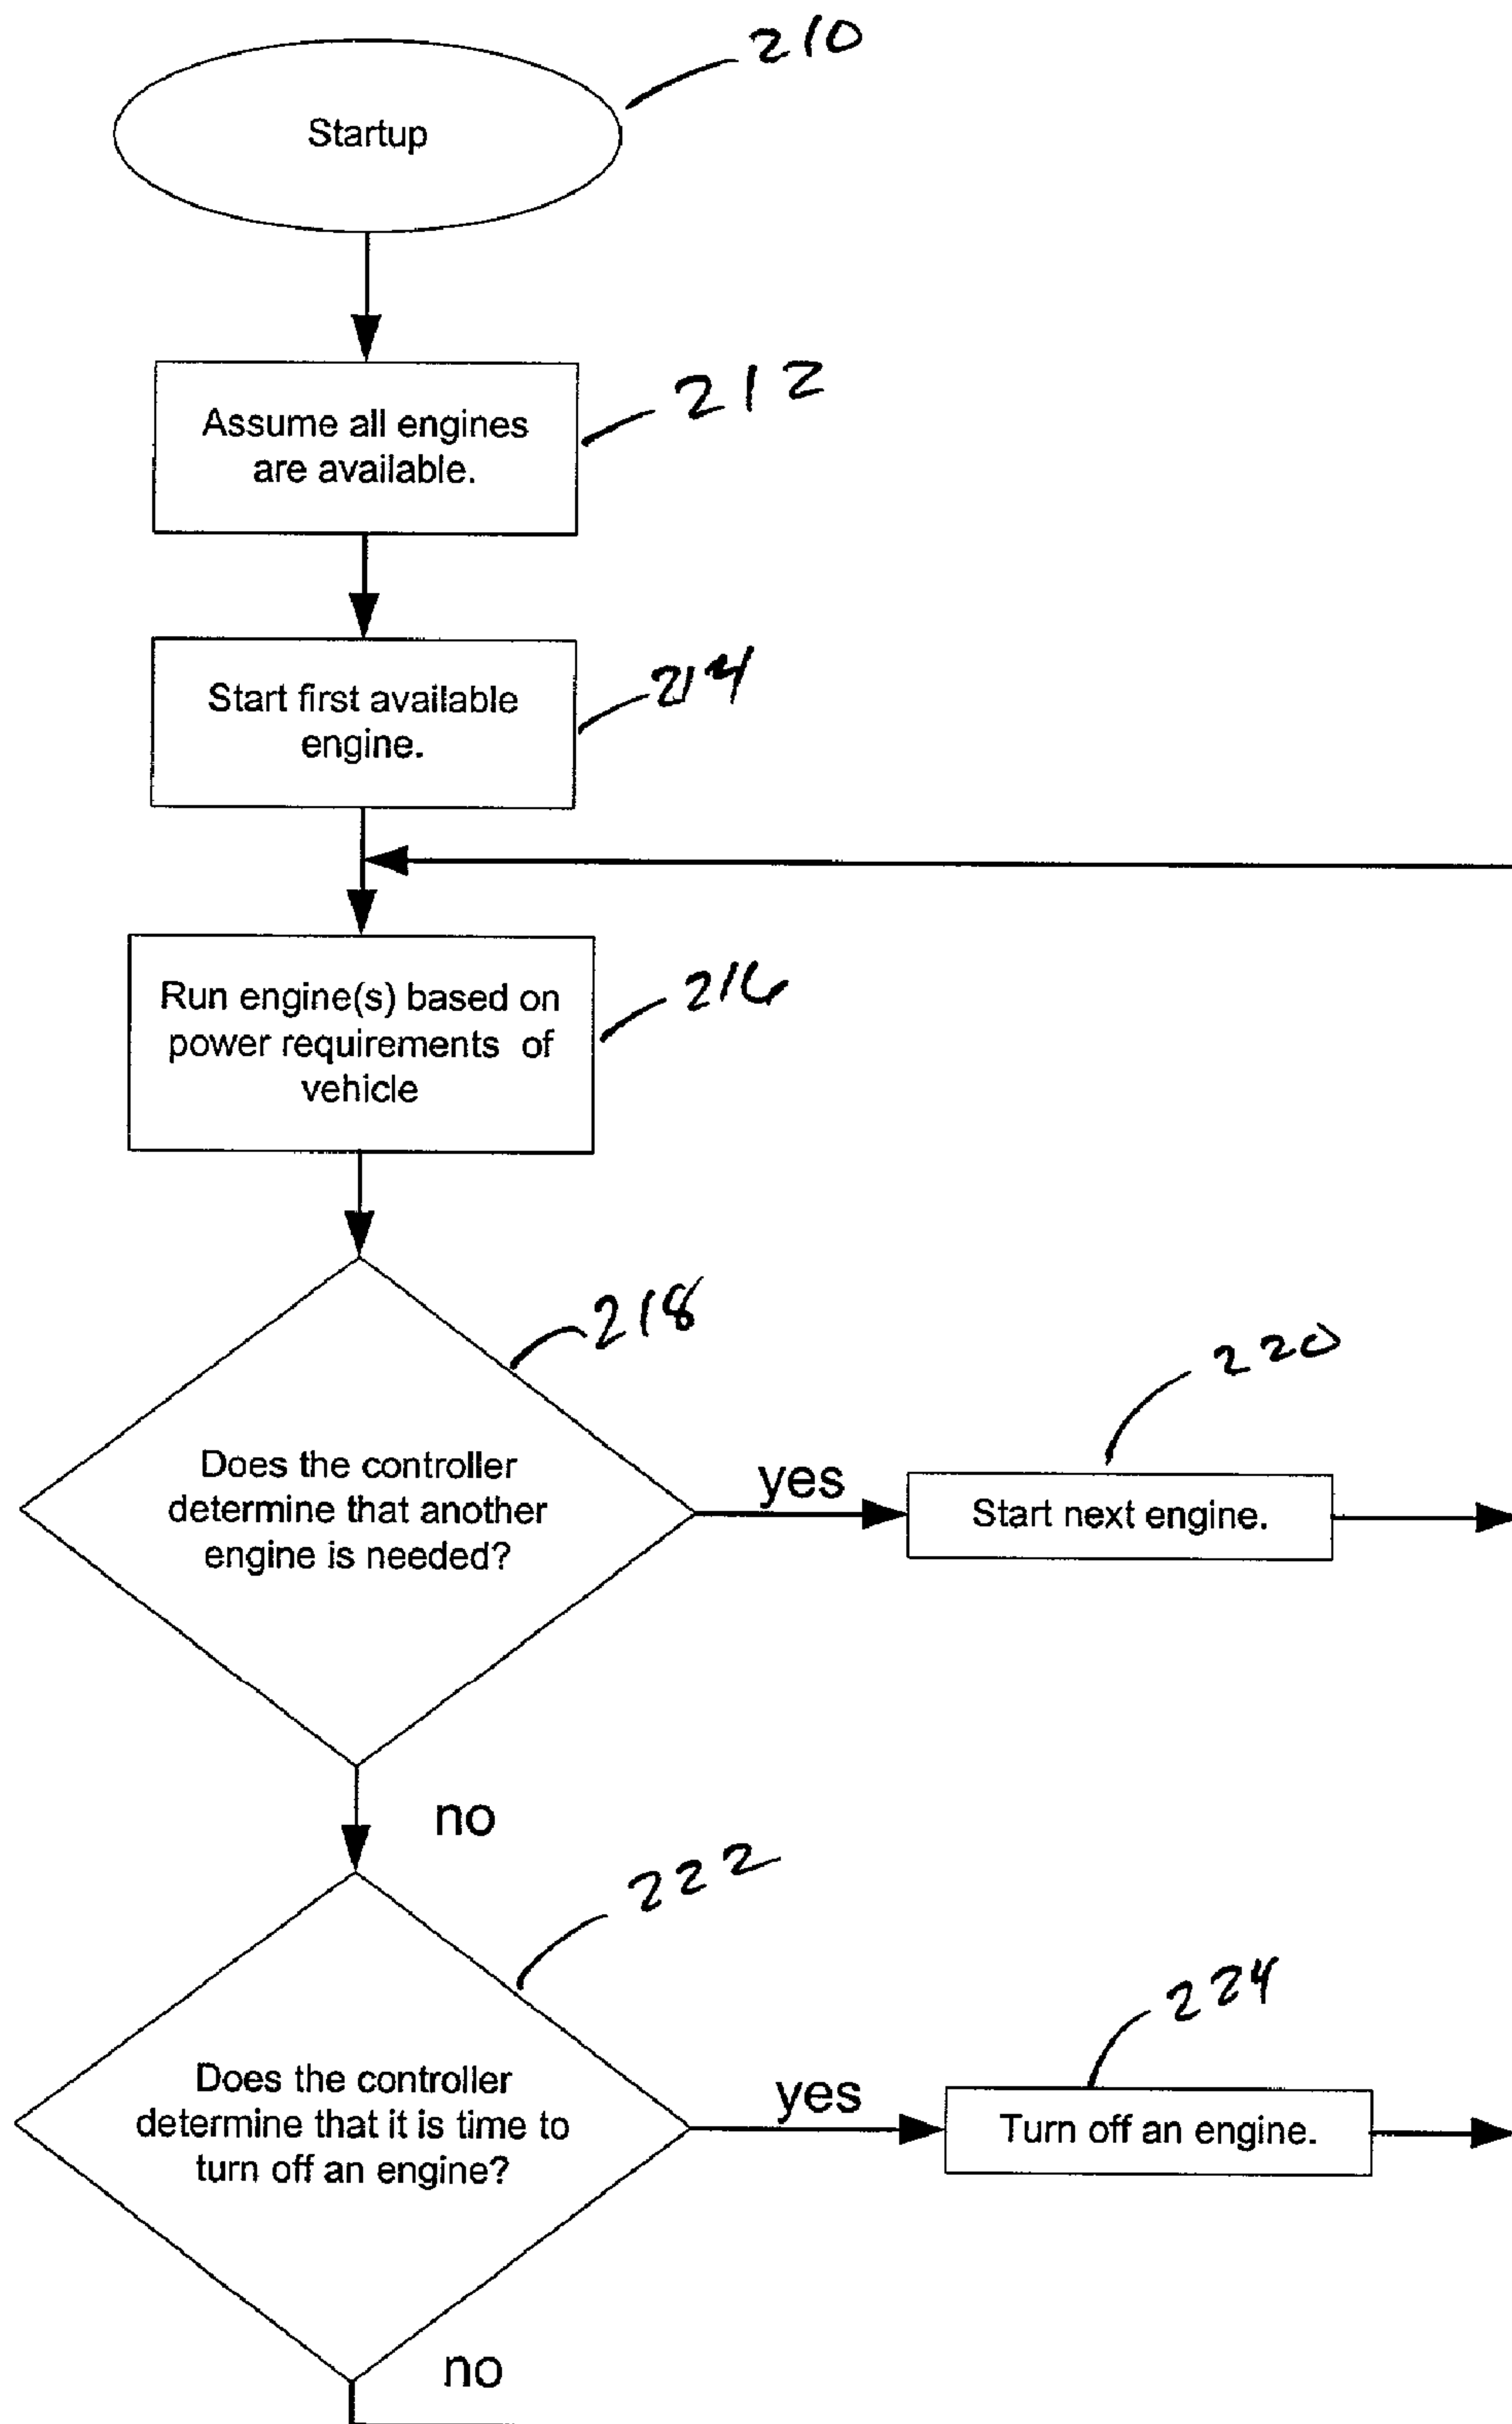 210
Startup
212
Assume all engines
are available.
214
Start first available
engine.
216
Run engine(s) based on
power requirements of
vehicle
218
220
Does the controller
determine that another
engine is needed?
yes
Start next engine.
no
222
224
Does the controller
determine that it is time to
turn off an engine?
yes
Turn off an engine.
no